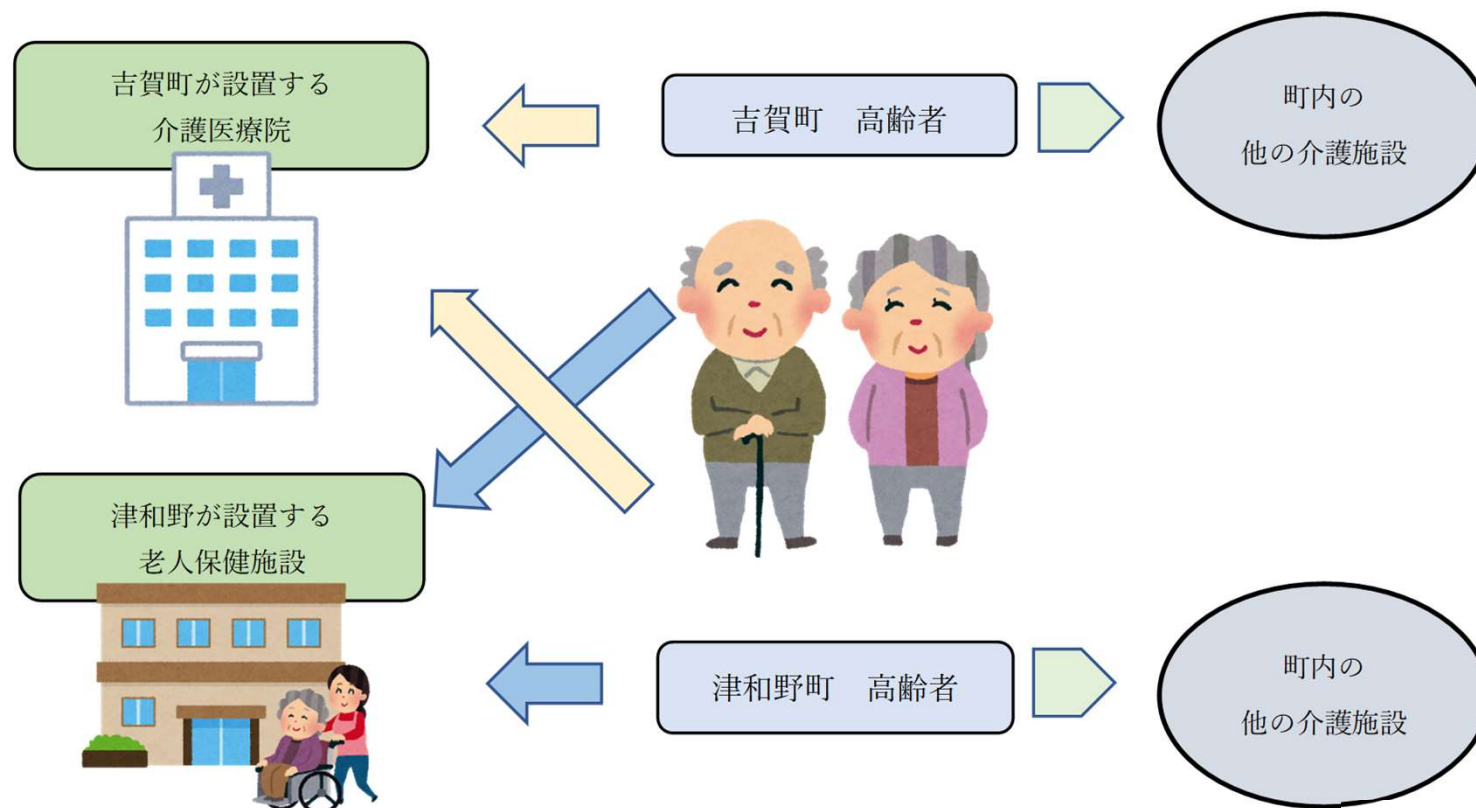 吉賀町が設置する
介護医療院
吉賀町　高齢者
町内の
他の介護施設
津和野が設置する
老人保健施設
津和野町　高齢者
町内の
他の介護施設